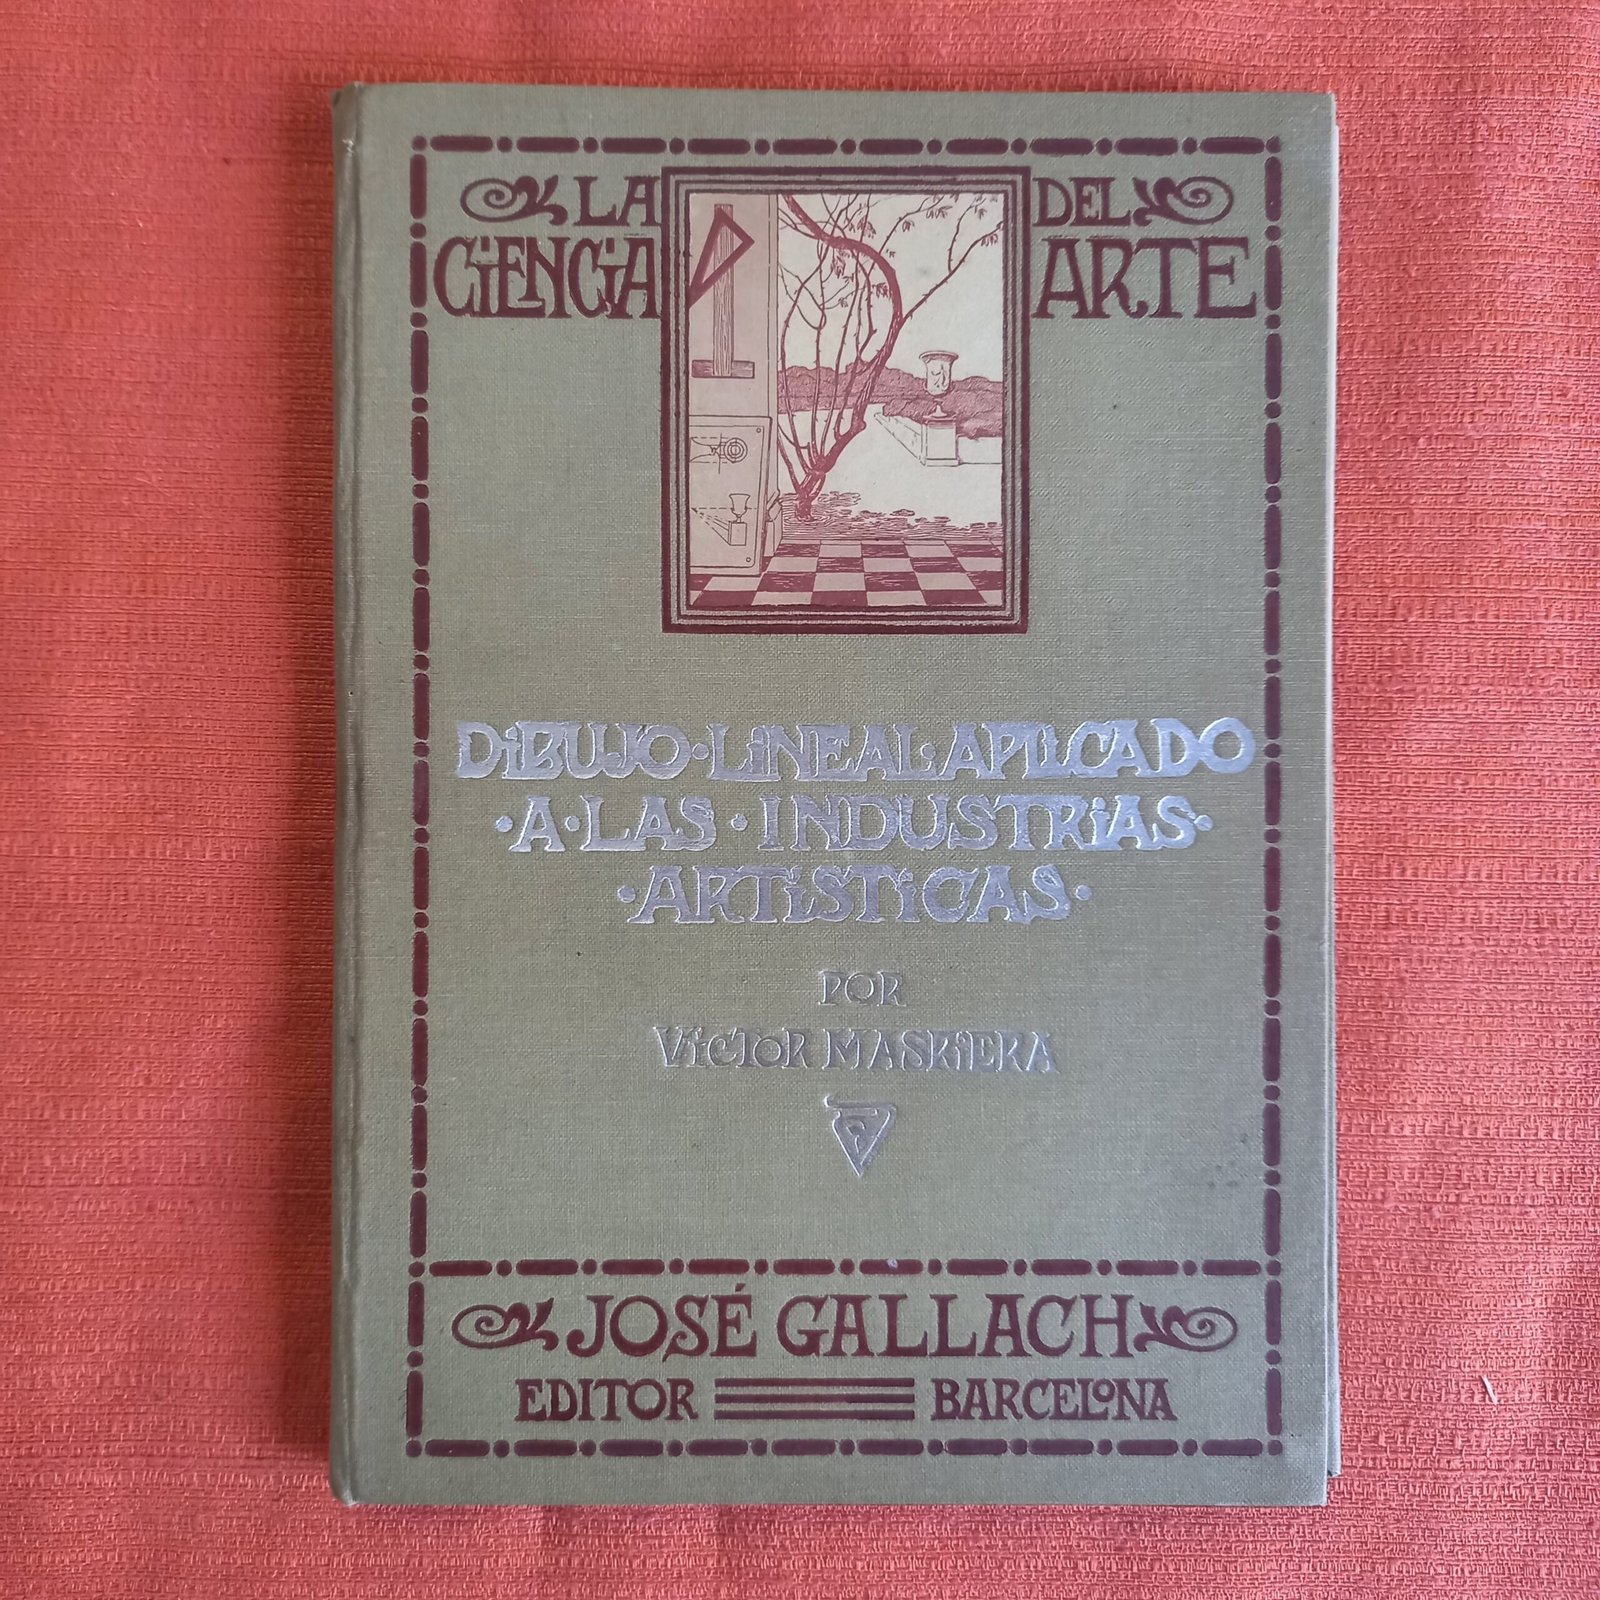 LA CIENCIA DEL ARTE
DIBUJO · LINEAL · APLICADO
· A · LAS · INDUSTRIAS ·
· ARTÍSTICAS ·
POR
VÍCTOR MASRIERA
JOSÉ GALLACH
EDITOR BARCELONA